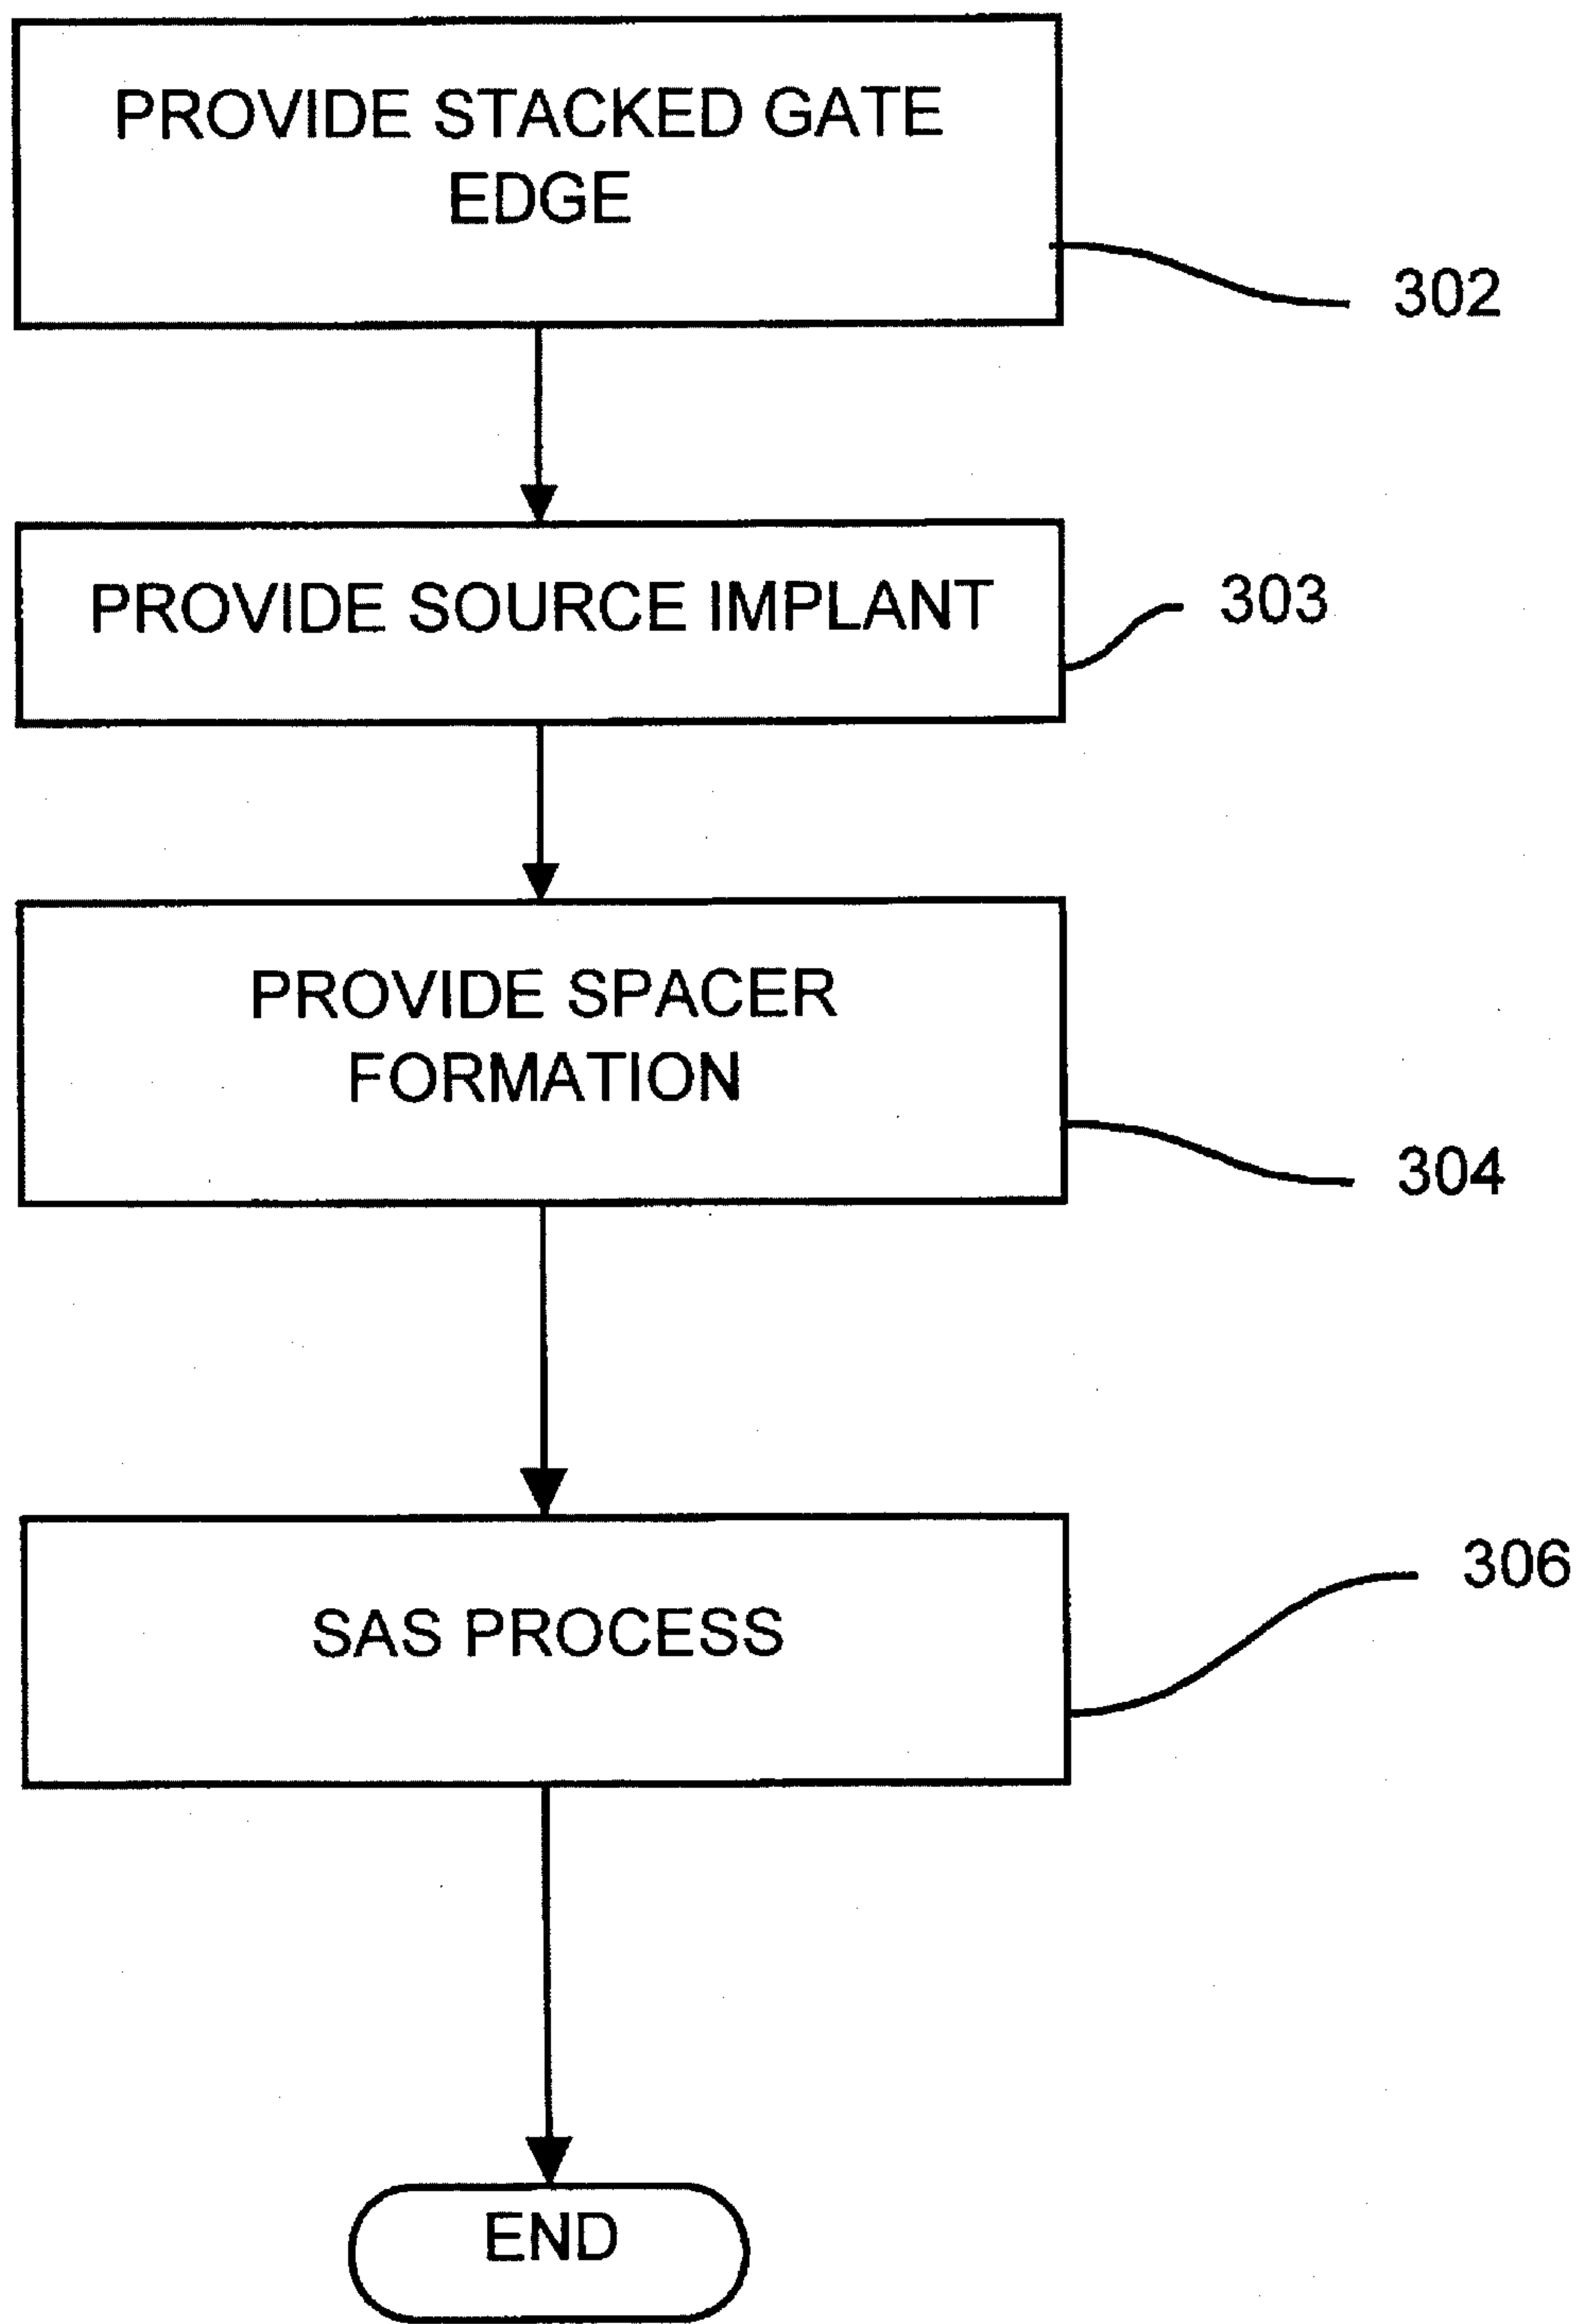 PROVIDE STACKED GATE
EDGE
302
PROVIDE SOURCE IMPLANT
303
PROVIDE SPACER
FORMATION
304
SAS PROCESS
306
END